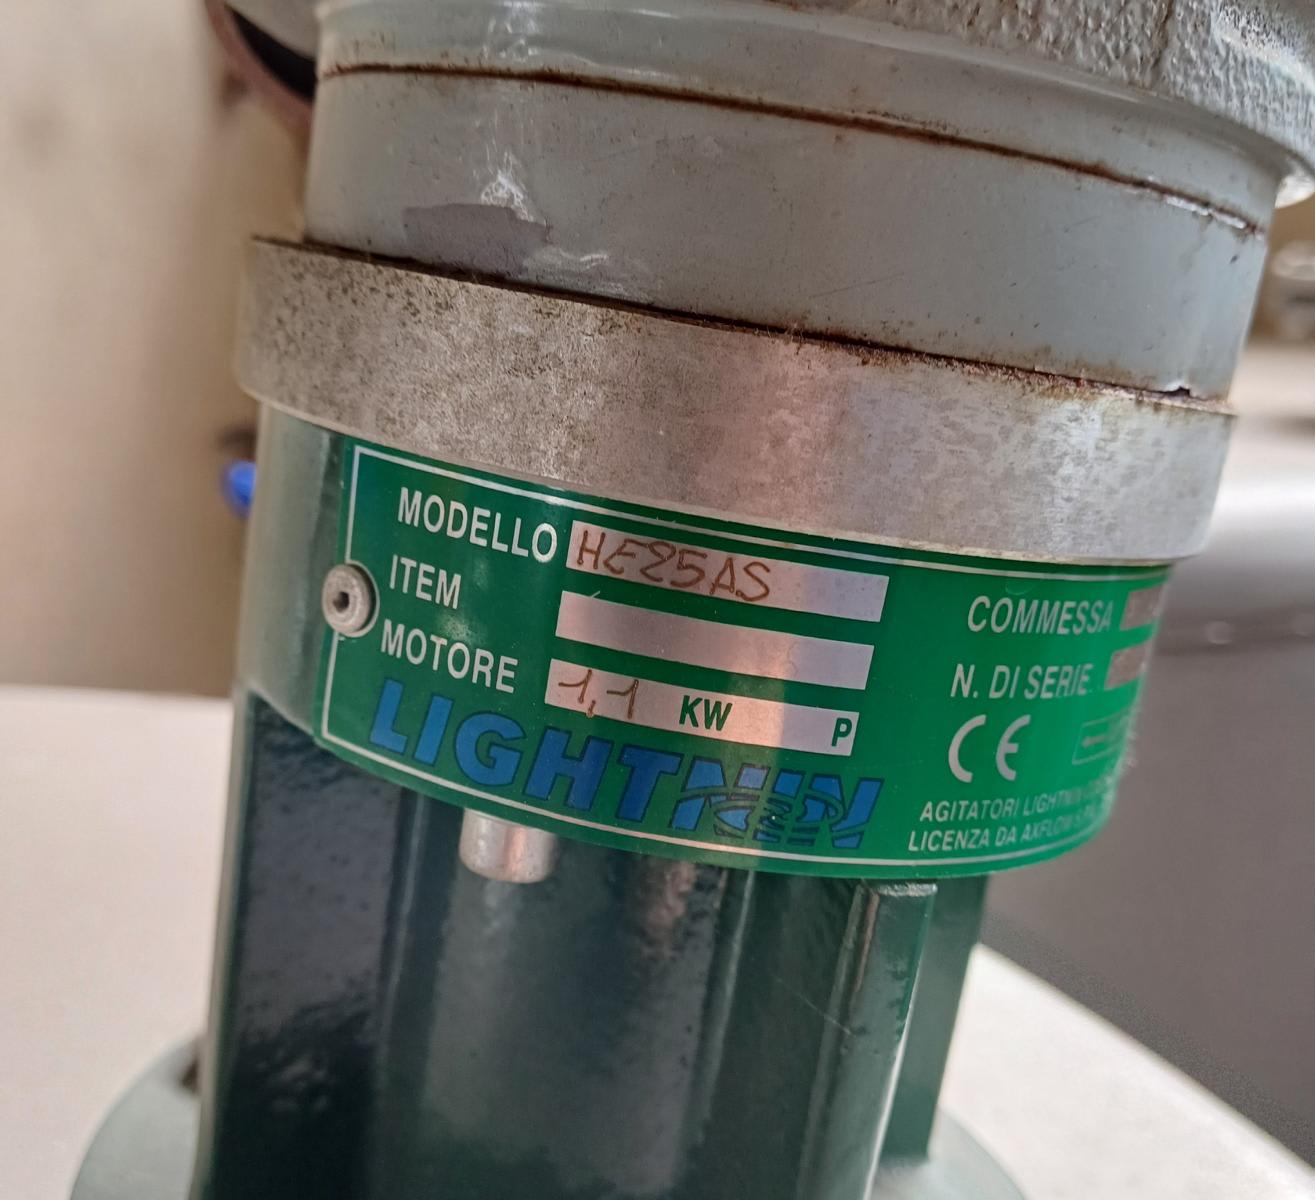 MODELLO HE25AS
ITEM
MOTORE 1,1 KW P
LIGHTNIN
COMMESSA
N. DI SERIE
CE
AGITATORI LIGHTNIN
LICENZA DA AXFLOW